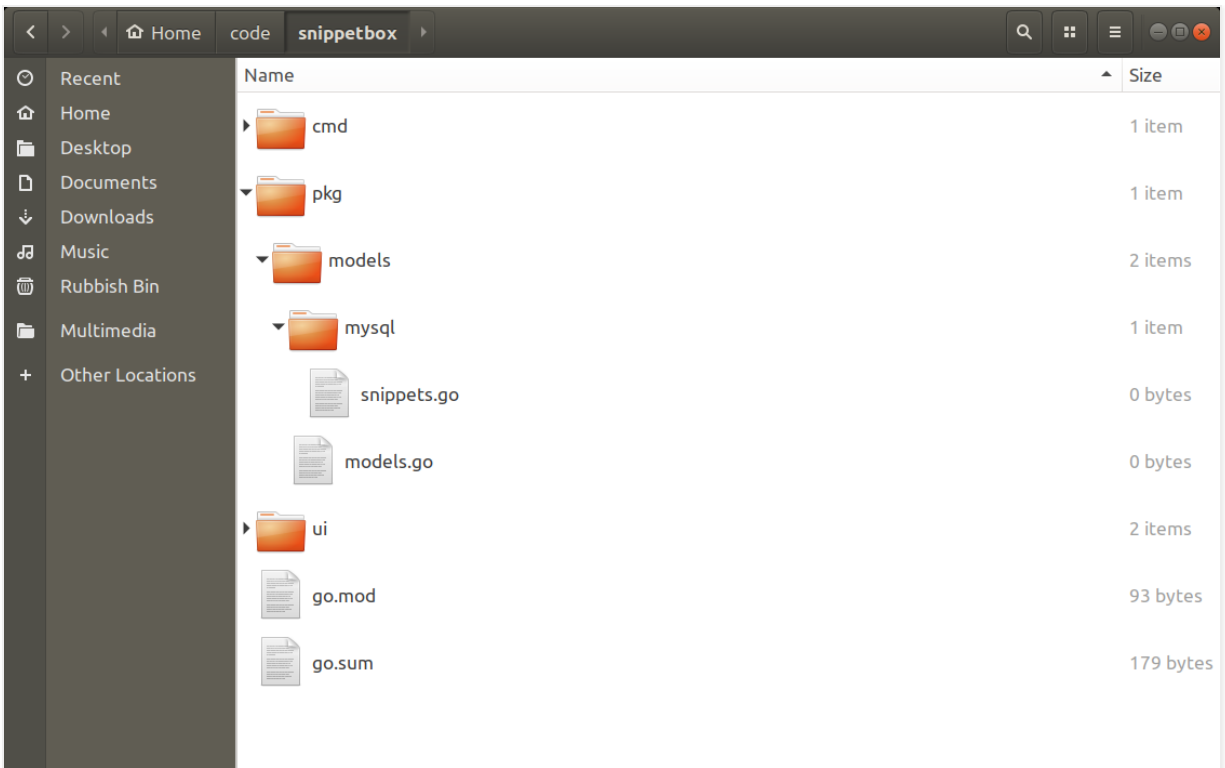 Home code snippetbox
Recent
Home
Desktop
Documents
Downloads
Music
Rubbish Bin
Multimedia
Other Locations
Name Size
cmd 1 item
pkg 1 item
models 2 items
mysql 1 item
snippets.go 0 bytes
models.go 0 bytes
ui 2 items
go.mod 93 bytes
go.sum 179 bytes